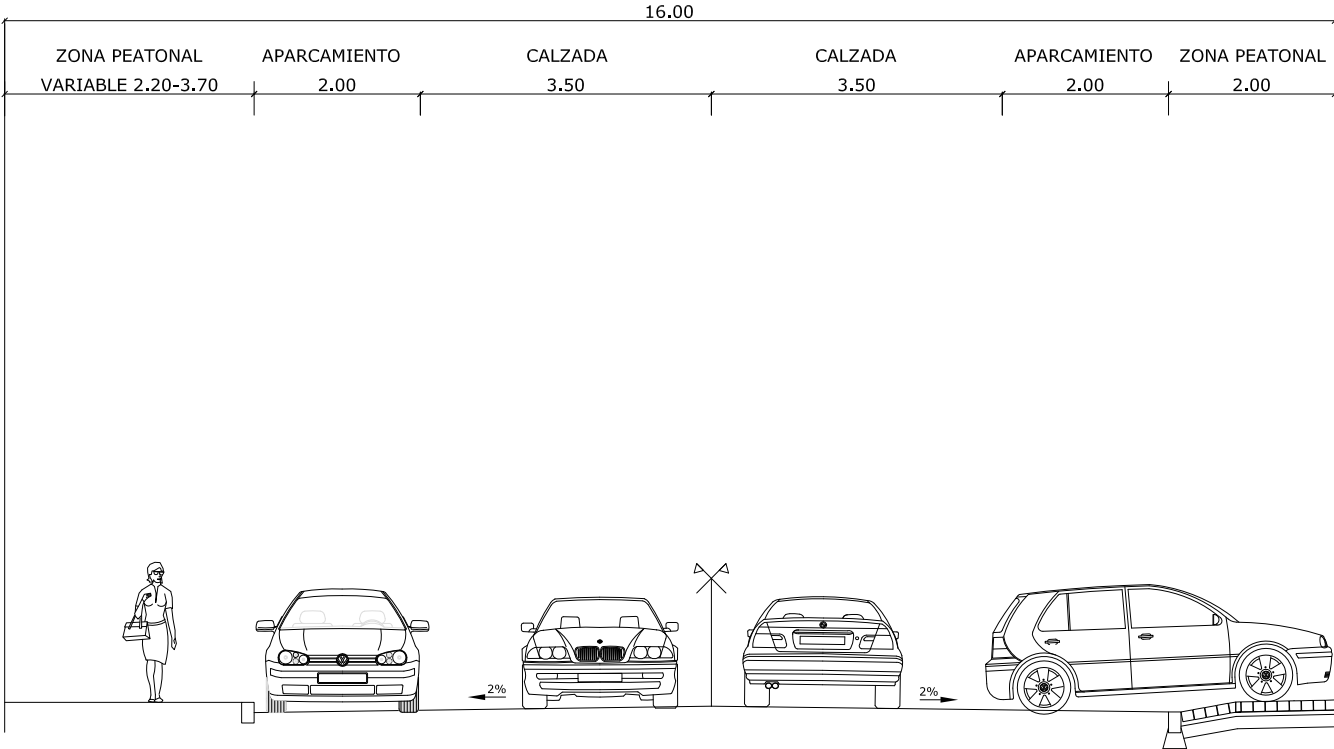 16.00
ZONA PEATONAL APARCAMIENTO CALZADA CALZADA APARCAMIENTO ZONA PEATONAL
VARIABLE 2.20-3.70 2.00 3.50 3.50 2.00 2.00
2% 2%